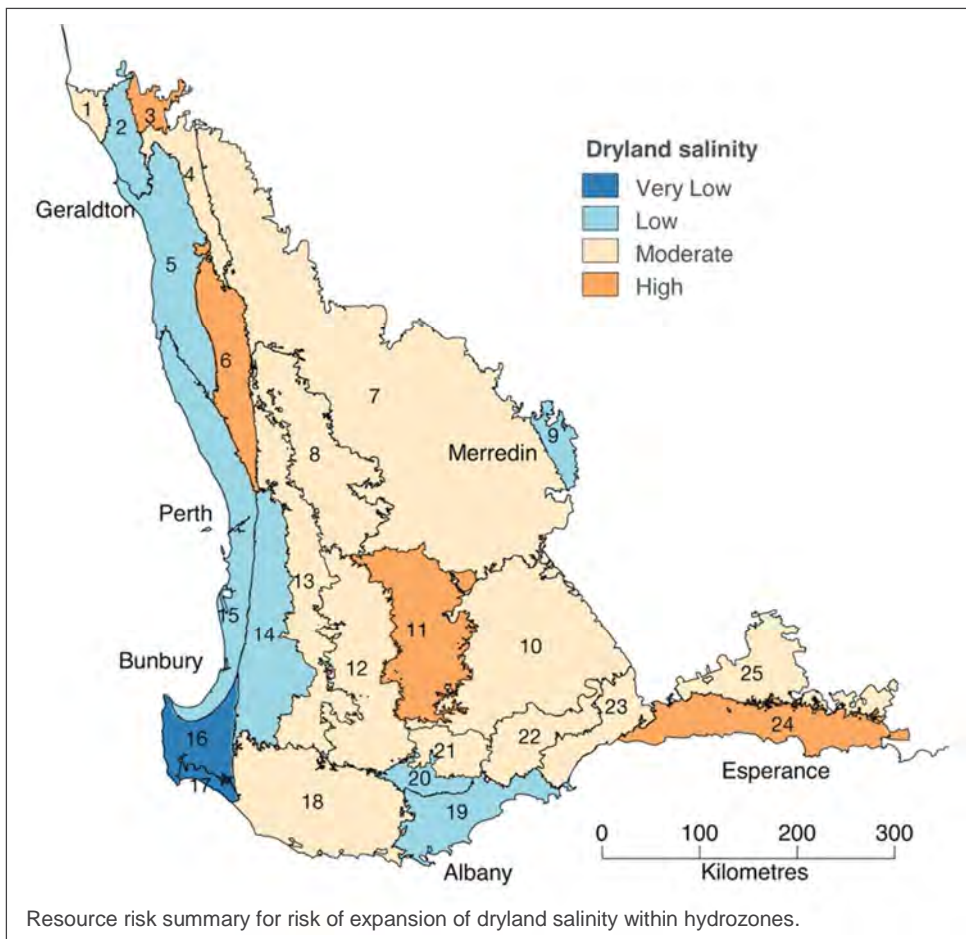 1
2
3
4
Dryland salinity
Very Low
Low
Moderate
High
Geraldton
5
6
7
8
Merredin
9
Perth
13
15
14
11
10
12
Bunbury
25
23
16
22
24
21
17
20
18
19
Esperance
Albany
0 100 200 300
Kilometres
Resource risk summary for risk of expansion of dryland salinity within hydrozones.